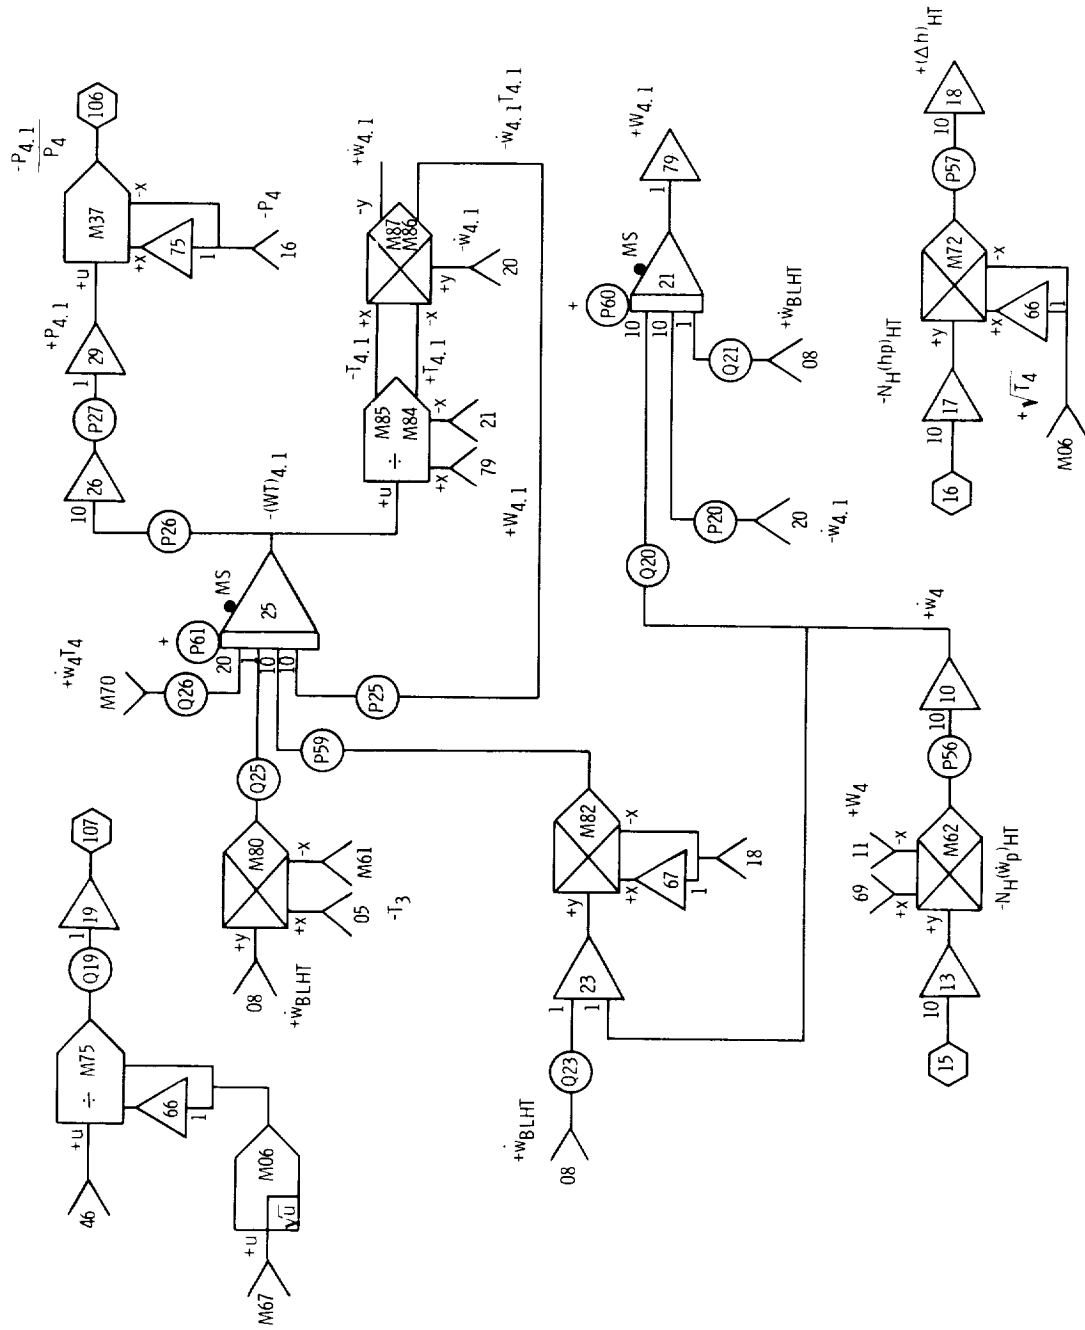 -P4.1
P4
106
M37
+u
-x
+x
75
1
-P4
16
+P4.1
29
1
P27
26
10
P26
-(WT)4.1
MS
25
+
P61
20
1
10
10
+ẇ4T4
M70
Q26
Q25
P59
P25
+ẇ4.1
-y
M87
M86
+x
-x
+y
-ẇ4.1
20
-ẇ4.1T4.1
-T4.1
+T4.1
M85
M84
÷
+u
+x
-x
79
21
+W4.1
107
19
1
Q19
M75
÷
+u
66
1
46
M06
√u
+u
M67
M80
+y
+x
-x
M61
05
-T3
08
+ẇBLHT
M82
+y
+x
-x
67
1
18
23
1
1
Q23
+ẇBLHT
08
+W4.1
79
1
MS
21
+
P60
10
10
1
Q21
+ẇBLHT
08
Q20
P20
20
-ẇ4.1
+ẇ4
10
10
P56
+W4
11
69
-x
+x
+y
M62
-NH(ẇp)HT
13
10
15
+(Δh)HT
18
10
P57
M72
+y
+x
-x
66
1
-NH(hp)HT
17
10
16
+√T4
M06